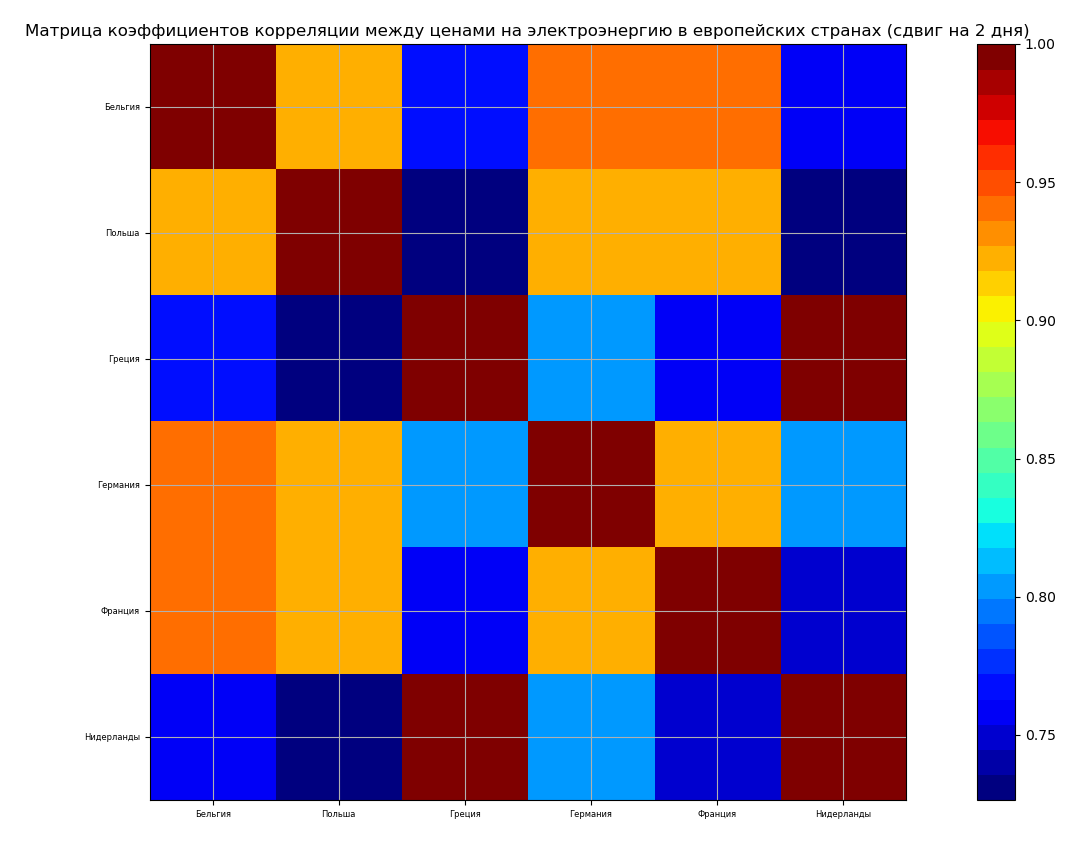 Матрица коэффициентов корреляции между ценами на электроэнергию в европейских странах (сдвиг на 2 дня)
1.00
Бельгия
0.95
Польша
0.90
Греция
0.85
Германия
0.80
Франция
0.75
Нидерланды
Бельгия Польша Греция Германия Франция Нидерланды